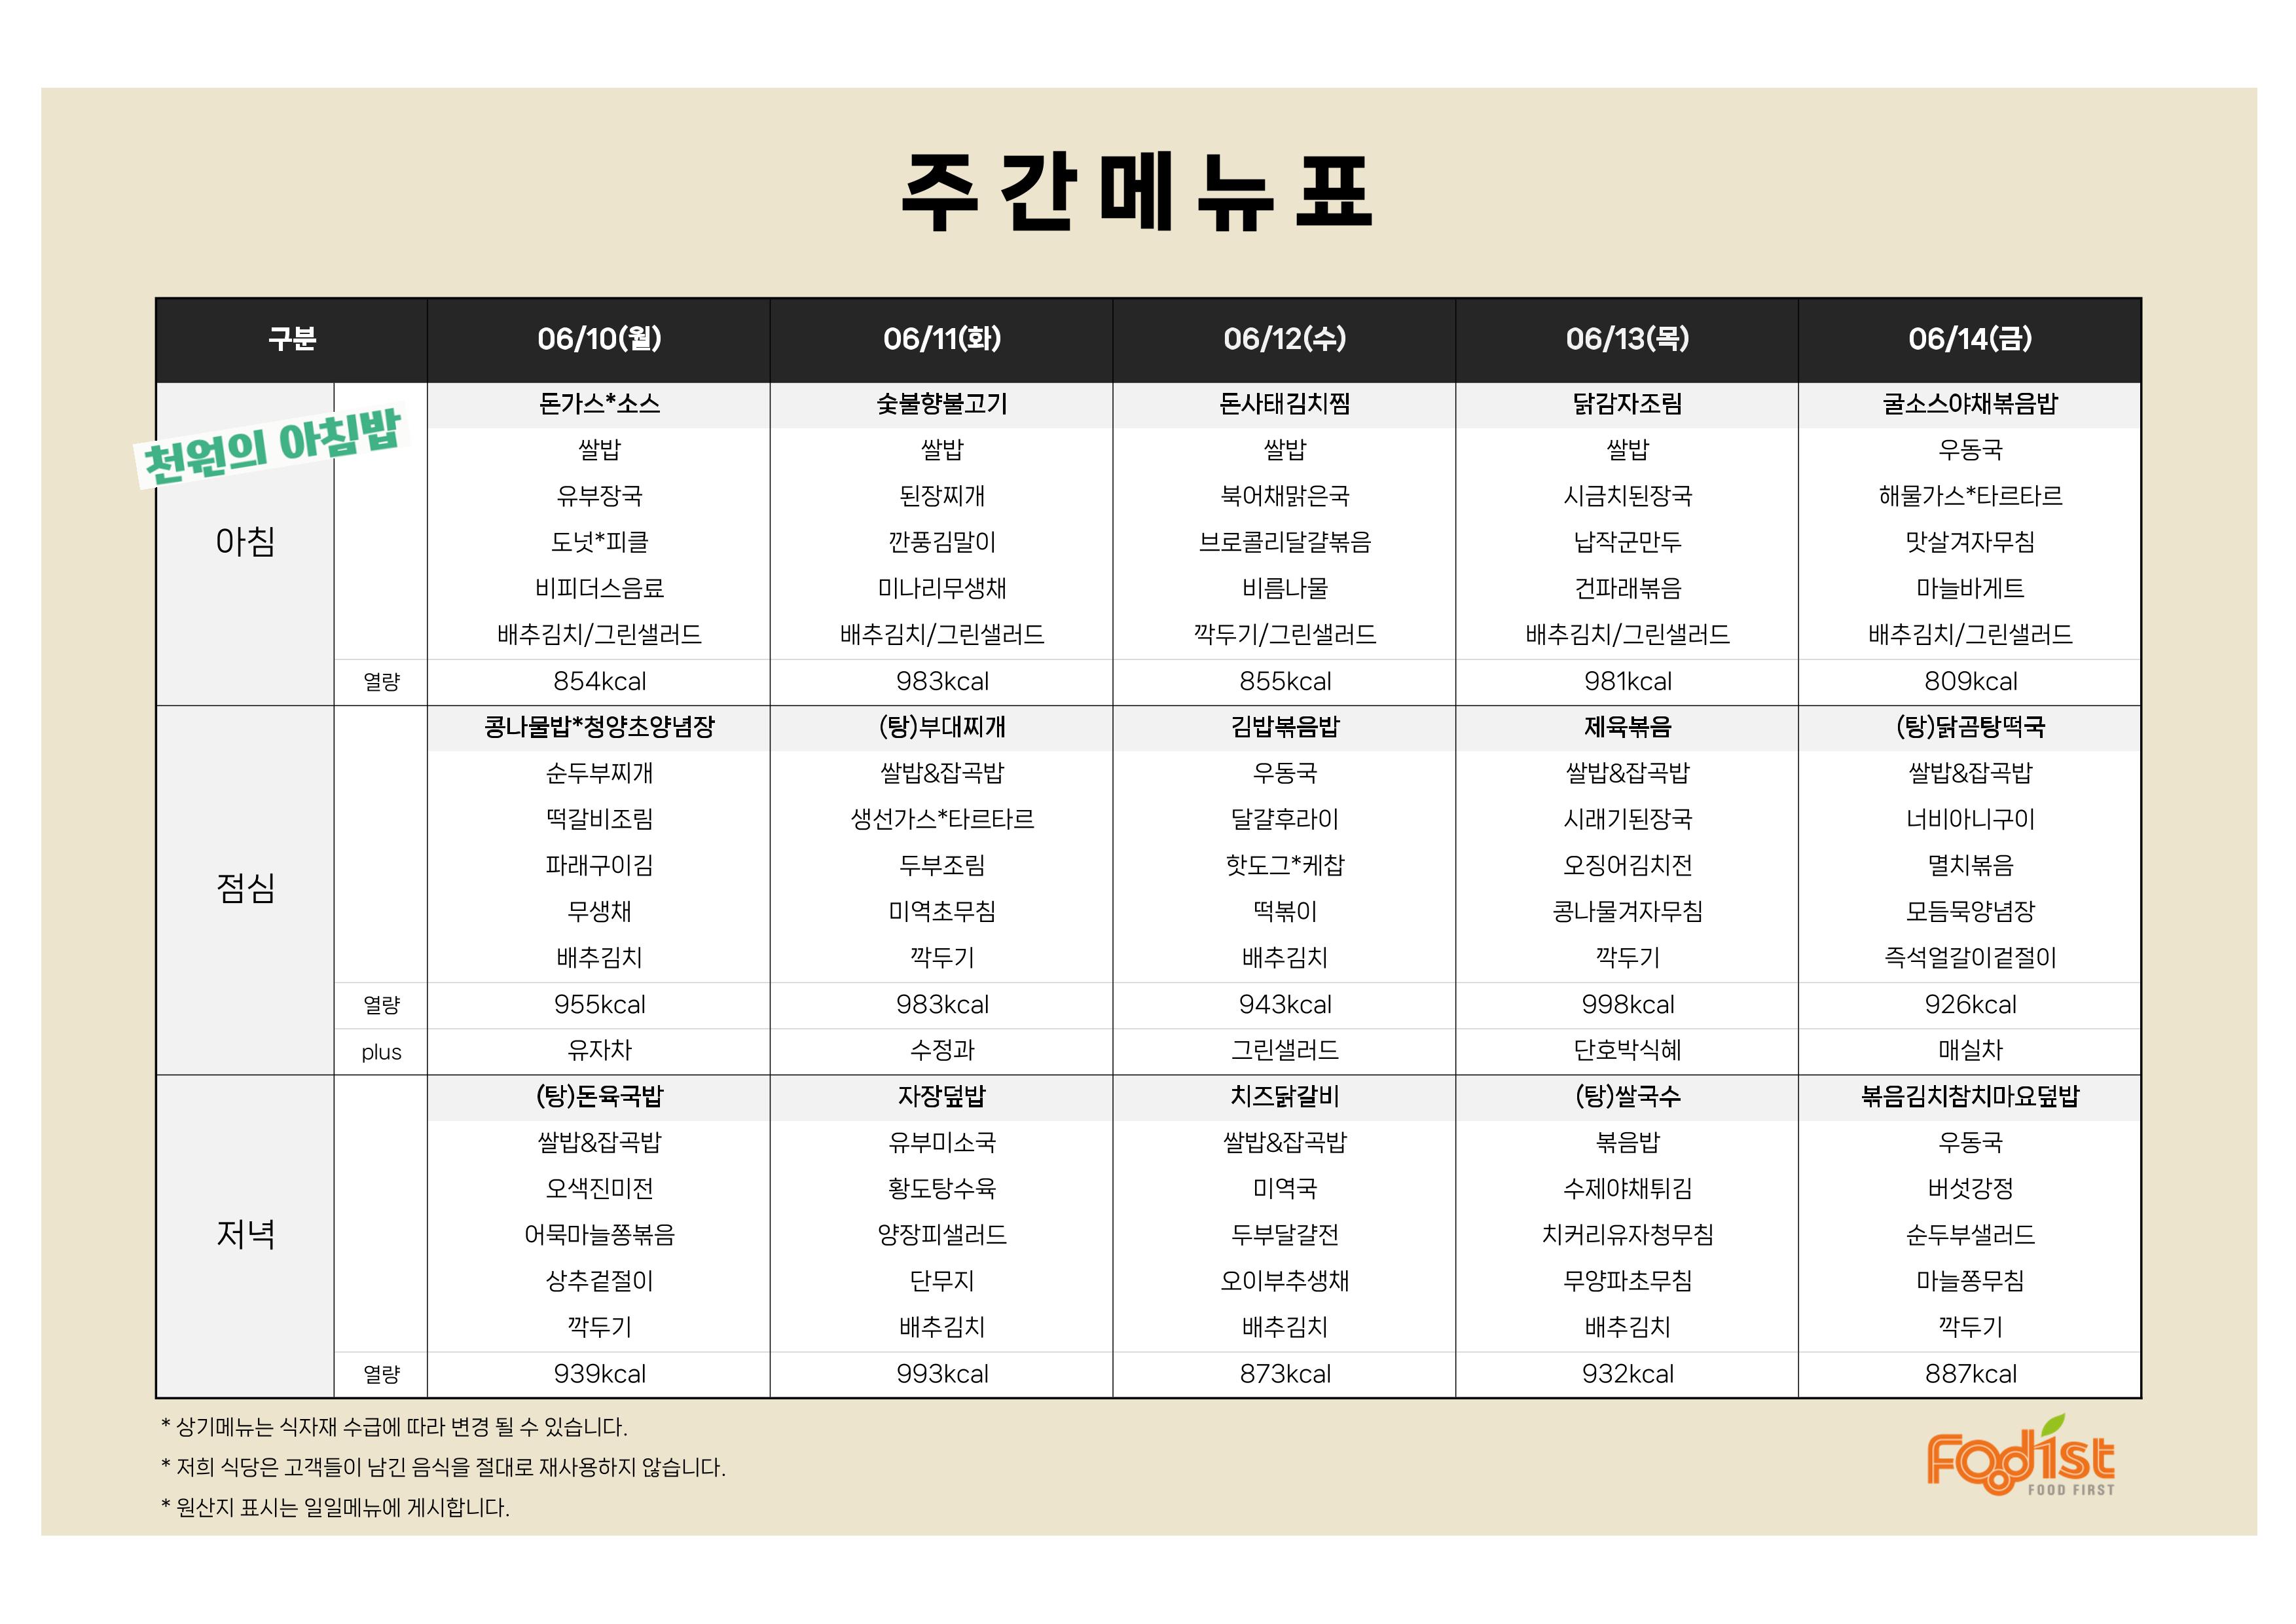 주간메뉴표
구분 06/10(월) 06/11(화) 06/12(수) 06/13(목) 06/14(금)
천원의 아침밥
아침
돈가스*소스 숯불향불고기 돈사태김치찜 닭감자조림 굴소스야채볶음밥
쌀밥 쌀밥 쌀밥 쌀밥 우동국
유부장국 된장찌개 북어채맑은국 시금치된장국 해물가스*타르타르
도넛*피클 깐풍김말이 브로콜리달걀볶음 납작군만두 맛살겨자무침
비피더스음료 미나리무생채 비름나물 건파래볶음 마늘바게트
배추김치/그린샐러드 배추김치/그린샐러드 깍두기/그린샐러드 배추김치/그린샐러드 배추김치/그린샐러드
열량 854kcal 983kcal 855kcal 981kcal 809kcal
점심
콩나물밥*청양초양념장 (탕)부대찌개 김밥볶음밥 제육볶음 (탕)닭곰탕떡국
순두부찌개 쌀밥&잡곡밥 우동국 쌀밥&잡곡밥 쌀밥&잡곡밥
떡갈비조림 생선가스*타르타르 달걀후라이 시래기된장국 너비아니구이
파래구이김 두부조림 핫도그*케찹 오징어김치전 멸치볶음
무생채 미역초무침 떡볶이 콩나물겨자무침 모듬묵양념장
배추김치 깍두기 배추김치 깍두기 즉석얼갈이겉절이
열량 955kcal 983kcal 943kcal 998kcal 926kcal
plus 유자차 수정과 그린샐러드 단호박식혜 매실차
저녁
(탕)돈육국밥 자장덮밥 치즈닭갈비 (탕)쌀국수 볶음김치참치마요덮밥
쌀밥&잡곡밥 유부미소국 쌀밥&잡곡밥 볶음밥 우동국
오색진미전 황도탕수육 미역국 수제야채튀김 버섯강정
어묵마늘쫑볶음 양장피샐러드 두부달걀전 치커리유자청무침 순두부샐러드
상추겉절이 단무지 오이부추생채 무양파초무침 마늘쫑무침
깍두기 배추김치 배추김치 배추김치 깍두기
열량 939kcal 993kcal 873kcal 932kcal 887kcal
* 상기메뉴는 식자재 수급에 따라 변경 될 수 있습니다.
* 저희 식당은 고객들이 남긴 음식을 절대로 재사용하지 않습니다.
* 원산지 표시는 일일메뉴에 게시합니다.
Foodist
FOOD FIRST